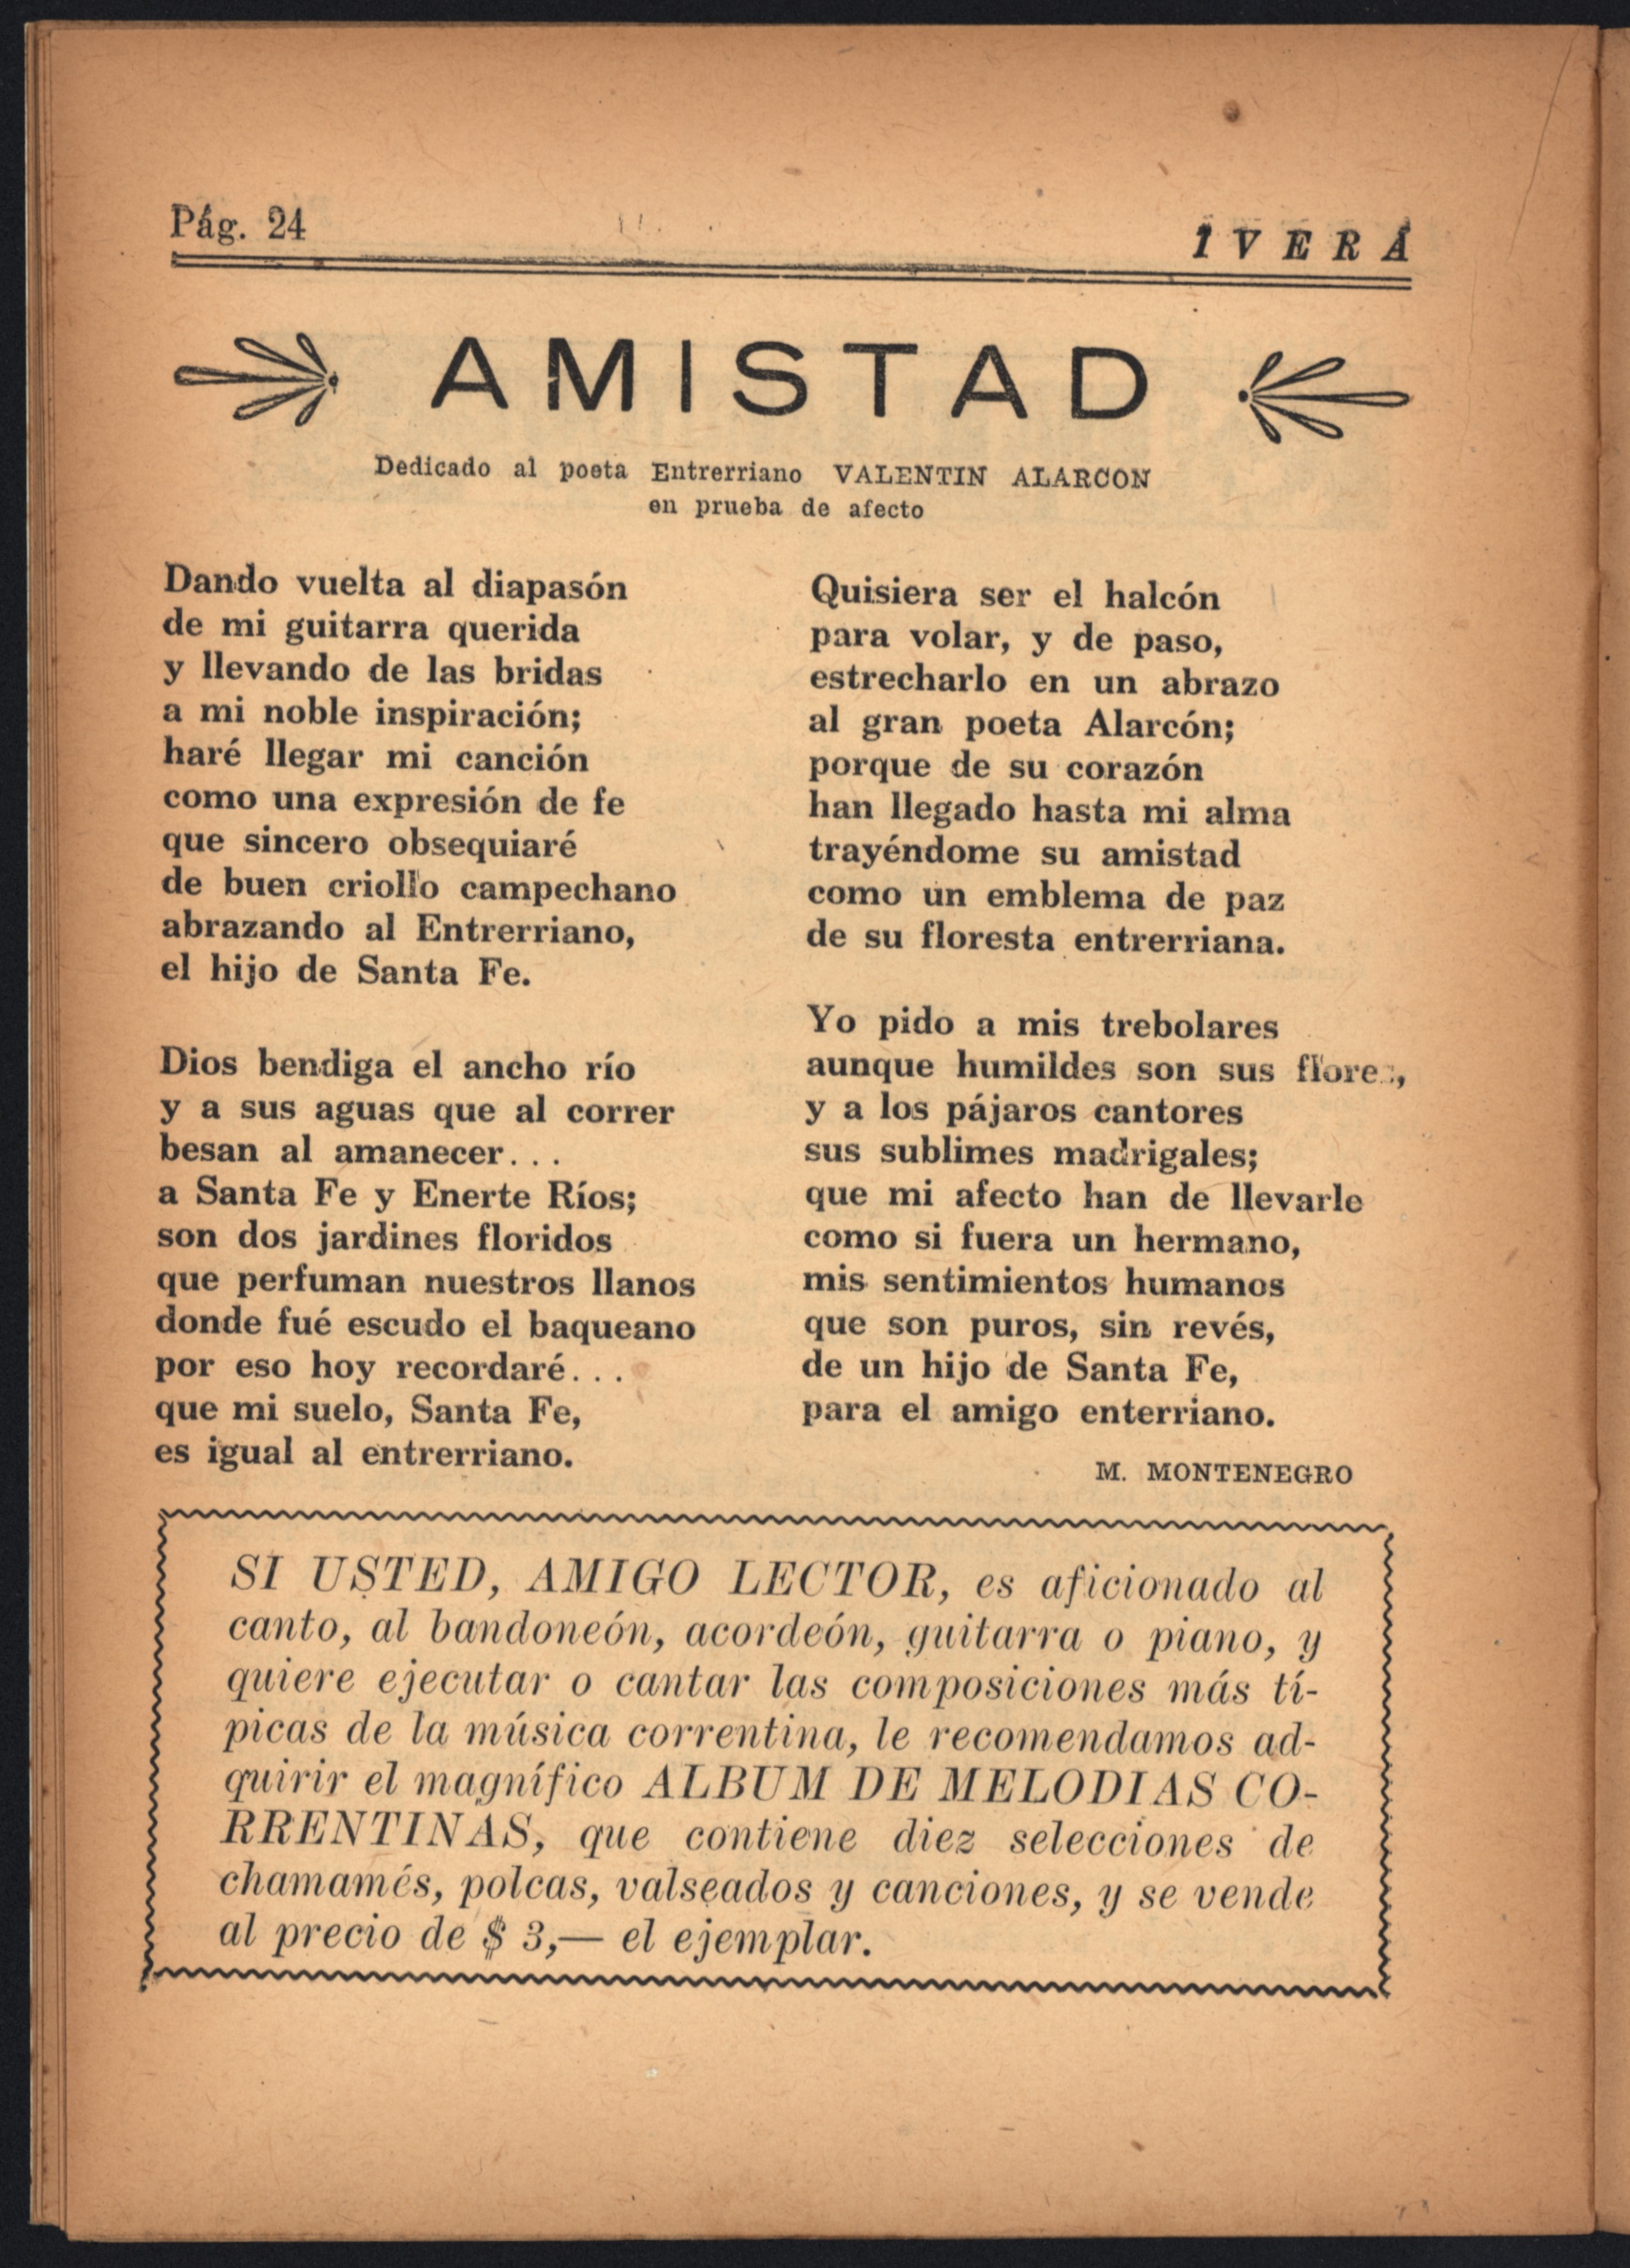 Pág. 24
IVERÁ
AMISTAD
Dedicado al poeta Entrerriano VALENTIN ALARCON
en prueba de afecto
Dando vuelta al diapasón
de mi guitarra querida
y llevando de las bridas
a mi noble inspiración;
haré llegar mi canción
como una expresión de fe
que sincero obsequiaré
de buen criollo campechano
abrazando al Entrerriano,
el hijo de Santa Fe.
Dios bendiga el ancho río
y a sus aguas que al correr
besan al amanecer...
a Santa Fe y Enerte Ríos;
son dos jardines floridos
que perfuman nuestros llanos
donde fué escudo el baqueano
por eso hoy recordaré...
que mi suelo, Santa Fe,
es igual al entrerriano.
Quisiera ser el halcón
para volar, y de paso,
estrecharlo en un abrazo
al gran poeta Alarcón;
porque de su corazón
han llegado hasta mi alma
trayéndome su amistad
como un emblema de paz
de su floresta entrerriana.
Yo pido a mis trebolares
aunque humildes son sus flores,
y a los pájaros cantores
sus sublimes madrigales;
que mi afecto han de llevarle
como si fuera un hermano,
mis sentimientos humanos
que son puros, sin revés,
de un hijo de Santa Fe,
para el amigo enterriano.
M. MONTENEGRO
SI USTED, AMIGO LECTOR, es aficionado al
canto, al bandoneón, acordeón, guitarra o piano, y
quiere ejecutar o cantar las composiciones más tí-
picas de la música correntina, le recomendamos ad-
quirir el magnífico ALBUM DE MELODIAS CO-
RRENTINAS, que contiene diez selecciones de
chamamés, polcas, valseados y canciones, y se vende
al precio de $ 3,— el ejemplar.